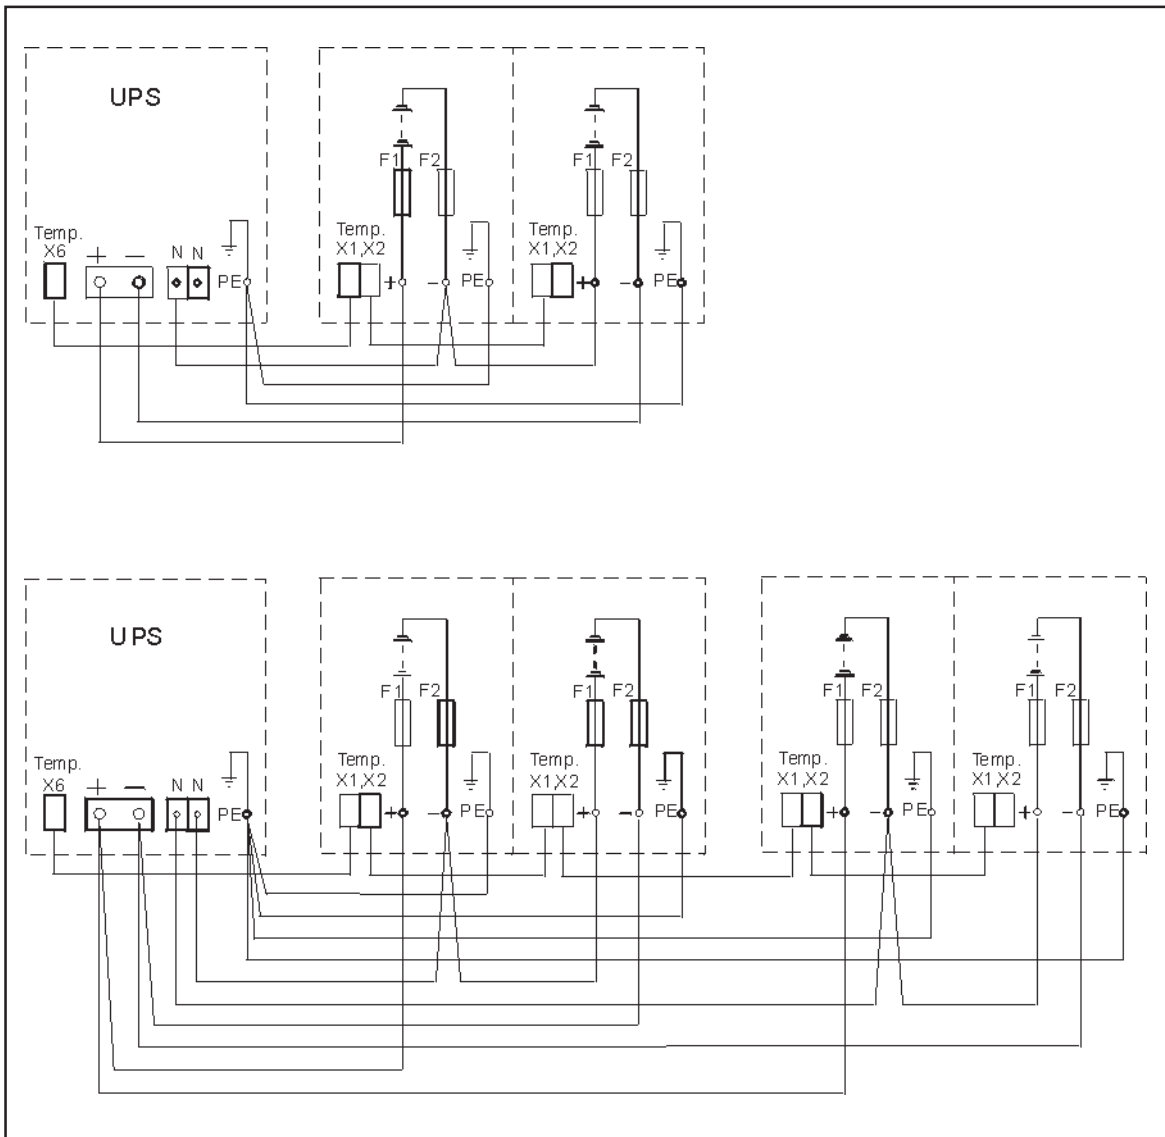 UPS
F1 F2 F1 F2
Temp. Temp. Temp.
X6 X1,X2 X1,X2
+ − N N PE + − PE + − PE
UPS
F1 F2 F1 F2 F1 F2 F1 F2
Temp. Temp. Temp. Temp. Temp.
X6 X1,X2 X1,X2 X1,X2 X1,X2
+ − N N PE + − PE + − PE + − PE + − PE